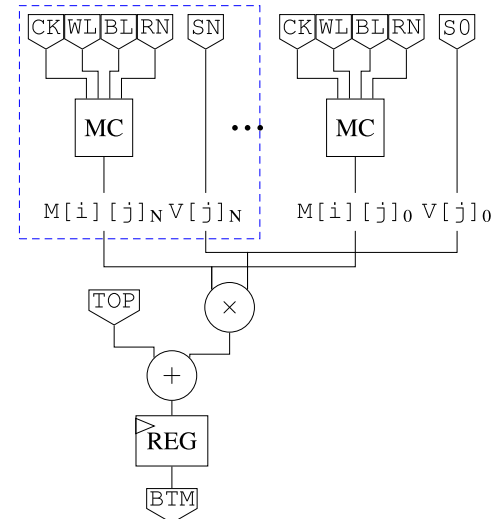 CK WL BL RN SN CK WL BL RN S0
MC ••• MC
M[i][j]N V[j]N M[i][j]0 V[j]0
×
TOP
+
REG
BTM